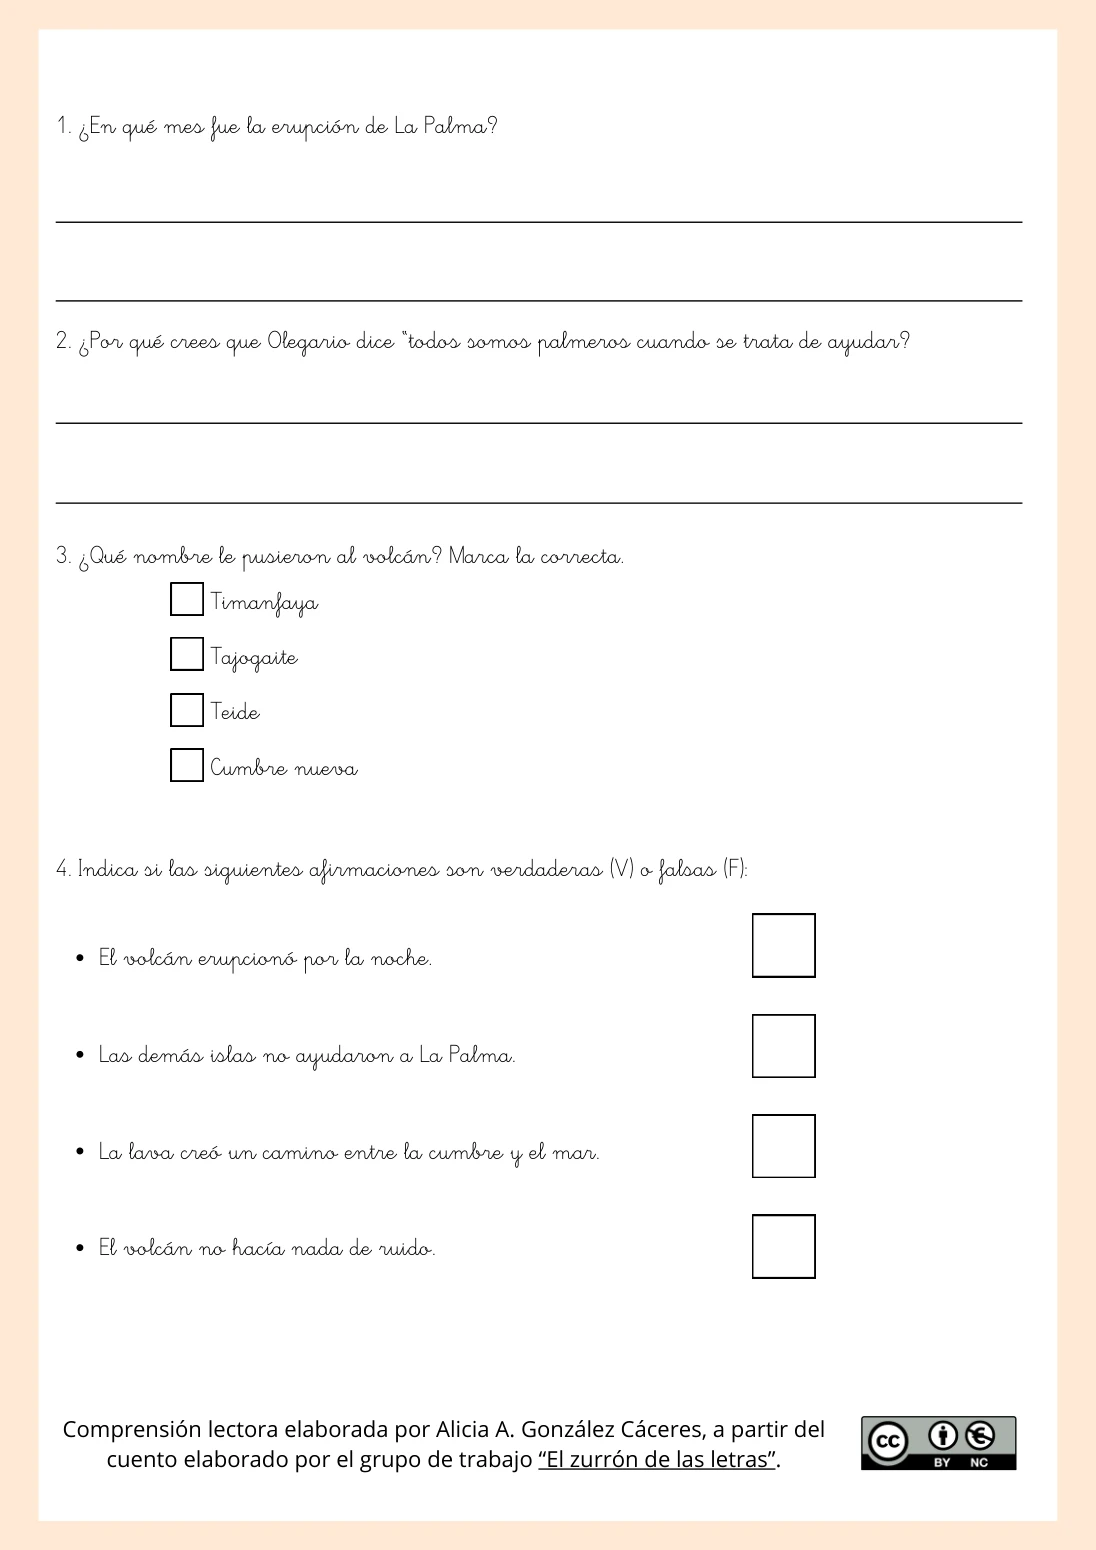 1. ¿En qué mes fue la erupción de La Palma?
2. ¿Por qué crees que Olegario dice “todos somos palmeros cuando se trata de ayudar?
3. ¿Qué nombre le pusieron al volcán? Marca la correcta.
Timanfaya
Tajogaite
Teide
Cumbre nueva
4. Indica si las siguientes afirmaciones son verdaderas (V) o falsas (F):
• El volcán erupcionó por la noche.
• Las demás islas no ayudaron a La Palma.
• La lava creó un camino entre la cumbre y el mar.
• El volcán no hacía nada de ruido.
Comprensión lectora elaborada por Alicia A. González Cáceres, a partir del
cuento elaborado por el grupo de trabajo “El zurrón de las letras”.
cc
BY NC